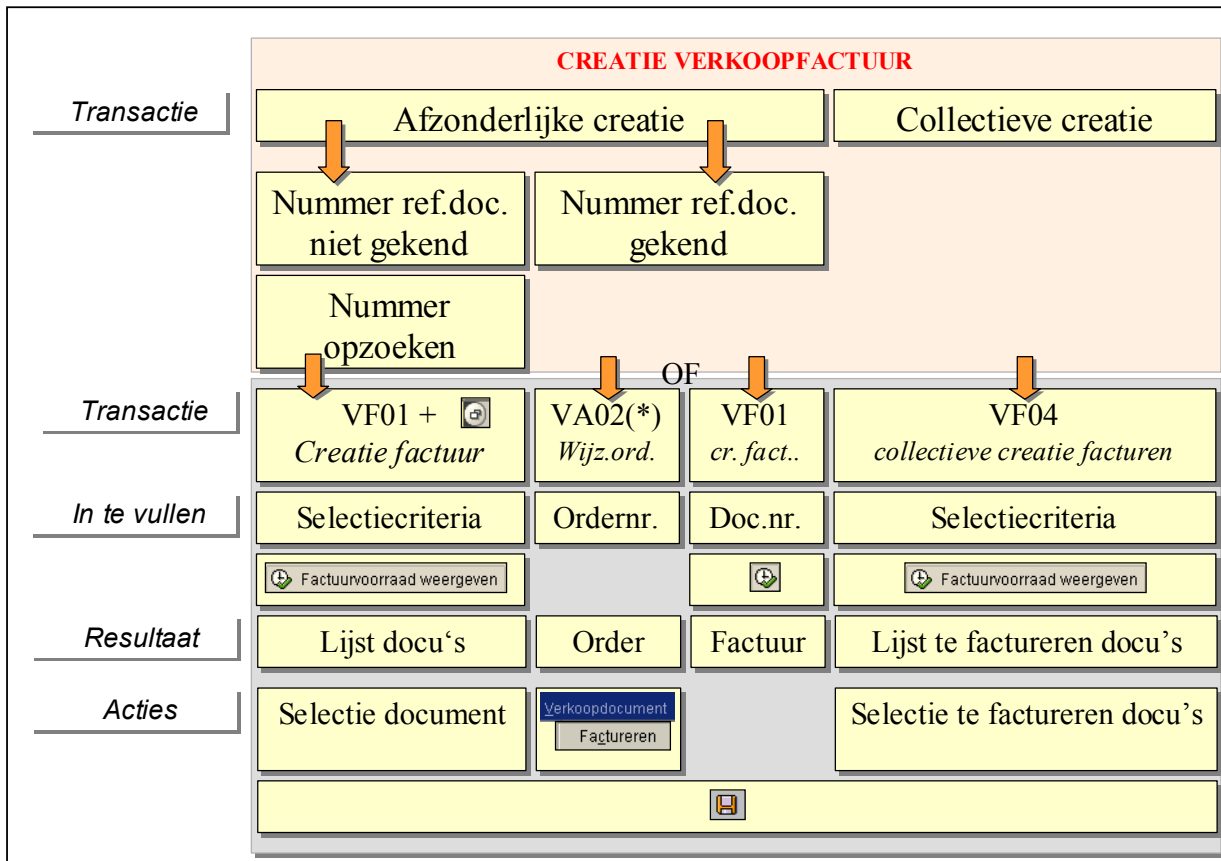 CREATIE VERKOOPFACTUUR
Transactie
Afzonderlijke creatie
Collectieve creatie
Nummer ref.doc.
niet gekend
Nummer ref.doc.
gekend
Nummer
opzoeken
OF
Transactie
VF01 +
Creatie factuur
VA02(*)
Wijz.ord.
VF01
cr. fact..
VF04
collectieve creatie facturen
In te vullen
Selectiecriteria
Ordernr.
Doc.nr.
Selectiecriteria
Factuurvoorraad weergeven
Factuurvoorraad weergeven
Resultaat
Lijst docu‘s
Order
Factuur
Lijst te factureren docu’s
Acties
Selectie document
Verkoopdocument
Factureren
Selectie te factureren docu’s